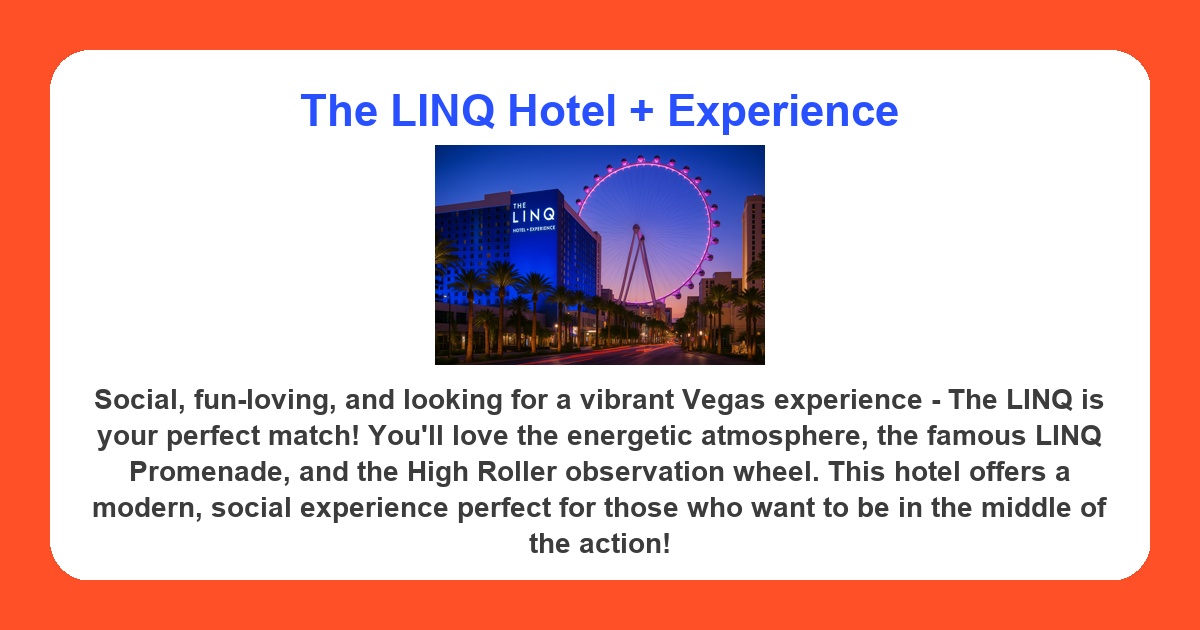 The LINQ Hotel + Experience
THE
LINQ
HOTEL + EXPERIENCE
Social, fun-loving, and looking for a vibrant Vegas experience - The LINQ is
your perfect match! You'll love the energetic atmosphere, the famous LINQ
Promenade, and the High Roller observation wheel. This hotel offers a
modern, social experience perfect for those who want to be in the middle of
the action!